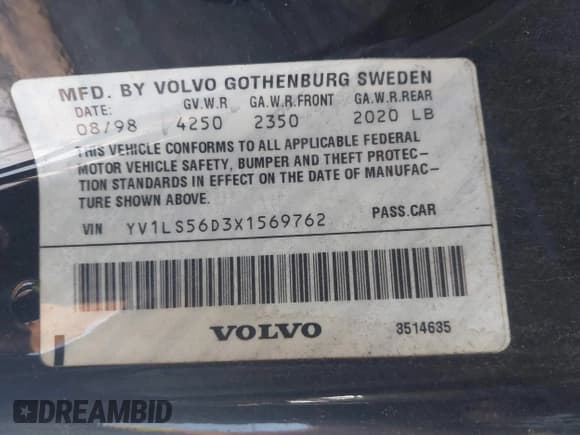 MFD. BY VOLVO GOTHENBURG SWEDEN
DATE: GV.W.R GA.W.R.FRONT GA.W.R.REAR
08/98 4250 2350 2020 LB
THIS VEHICLE CONFORMS TO ALL APPLICABLE FEDERAL
MOTOR VEHICLE SAFETY, BUMPER AND THEFT PROTEC-
TION STANDARDS IN EFFECT ON THE DATE OF MANUFAC-
TURE SHOWN ABOVE.
VIN YV1LS56D3X1569762 PASS.CAR
VOLVO 3514635
DREAMBID